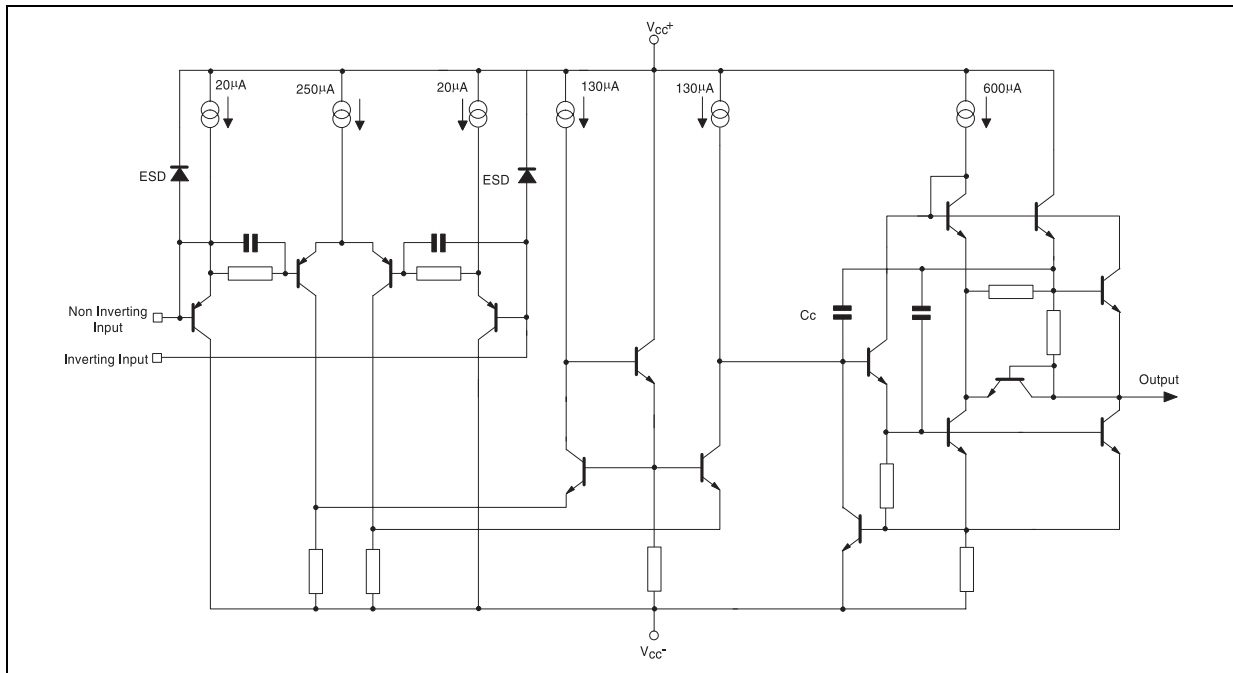 Vcc+
20µA
250µA
20µA
130µA
130µA
600µA
ESD
ESD
Non Inverting
Input
Inverting Input
Cc
Output
Vcc-